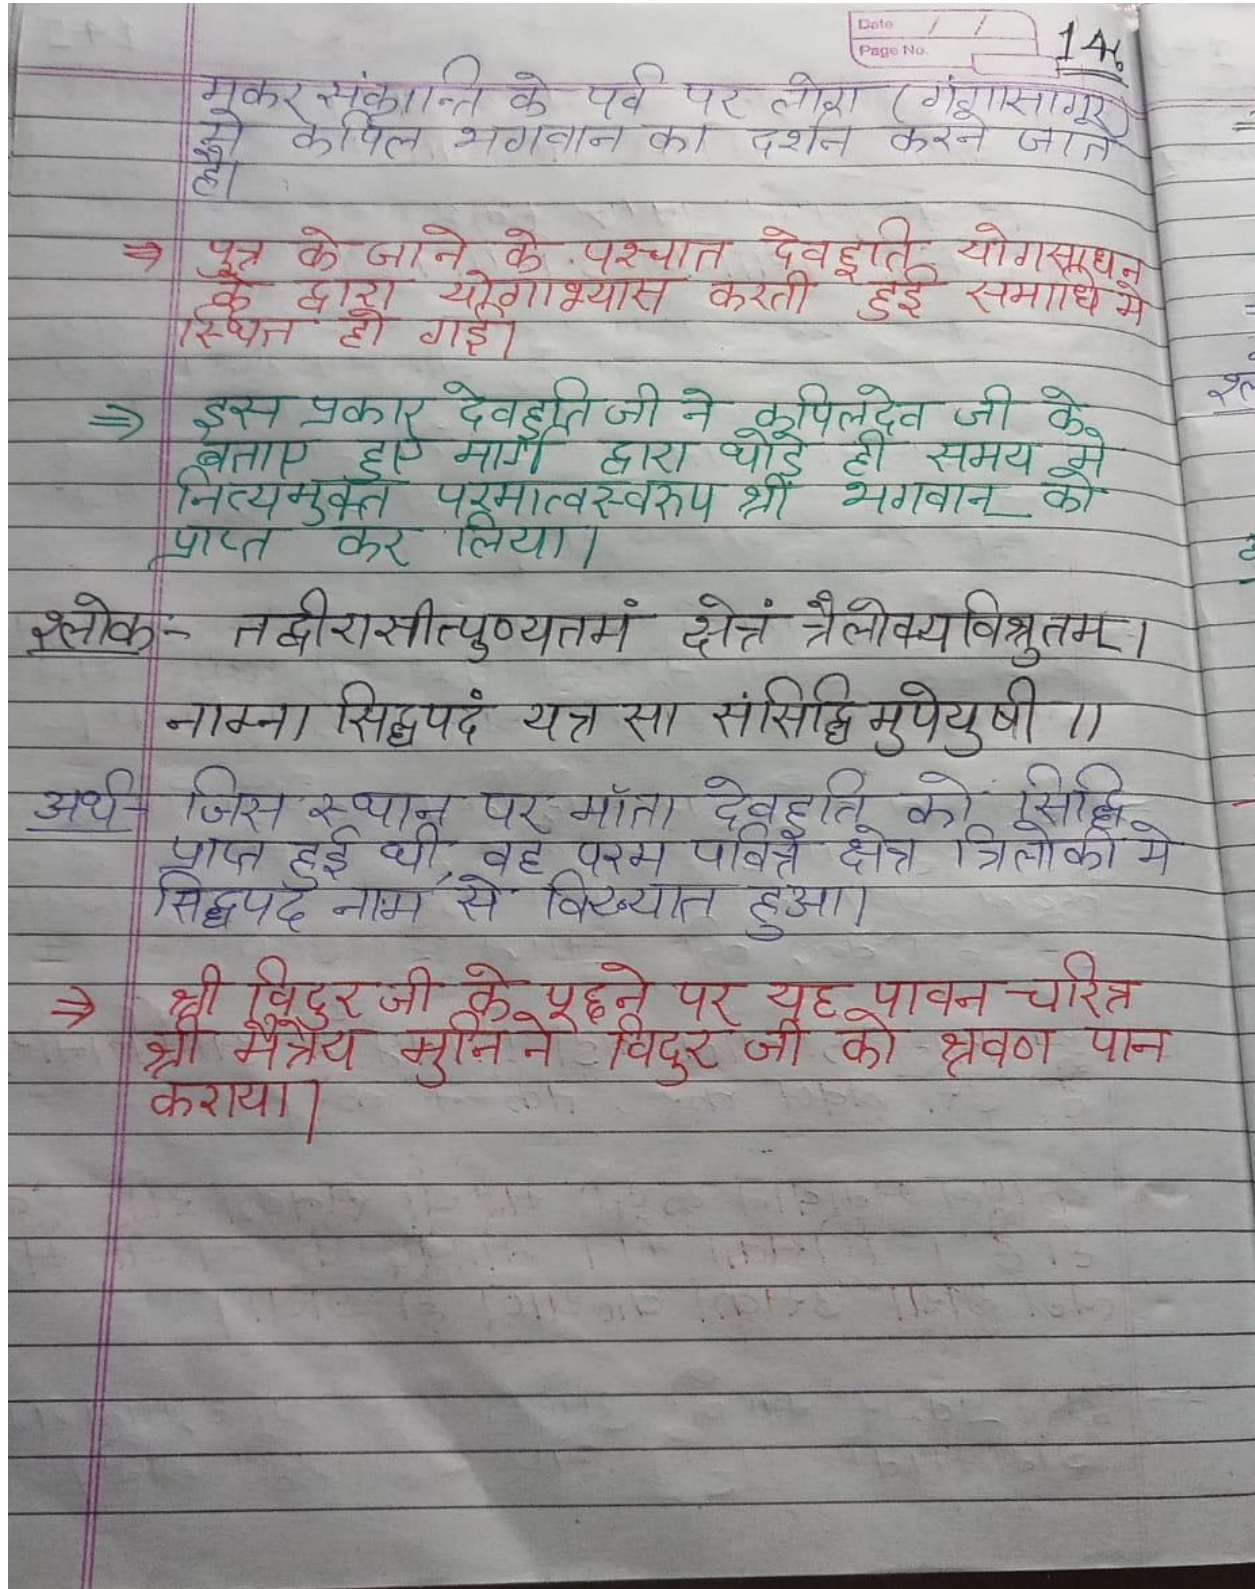 Date / /
Page No.
146
मकर संक्रान्ति के पर्व पर लोग (गंगासागर)
मे कपिल भगवान का दर्शन करने जाते
है।
⇒ पुत्र के जाने के पश्चात देवहूति योगसाधन
के द्वारा योगाभ्यास करती हुई समाधि मे
स्थित हो गई।
⇒ इस प्रकार देवहूति जी ने कपिलदेव जी के
बताए हुए मार्ग द्वारा थोडे ही समय मे
नित्यमुक्त परमात्वस्वरुप श्री भगवान को
प्राप्त कर लिया।
श्लोक - तद्वीरासीत्पुण्यतमं क्षेत्रं त्रैलोक्यविश्रुतम्।
नाम्ना सिद्धपदं यत्र सा संसिद्धिमुपेयुषी ॥
अर्थ - जिस स्थान पर मॉता देवहूति को सिद्धि
प्राप्त हुई थी, वह परम पवित्र क्षेत्र त्रिलोकी मे
सिद्धपद नाम से विख्यात हुआ।
⇒ श्री विदुर जी के पूछने पर यह पावन चरित्र
श्री मैत्रेय मुनि ने विदुर जी को श्रवण पान
कराया।